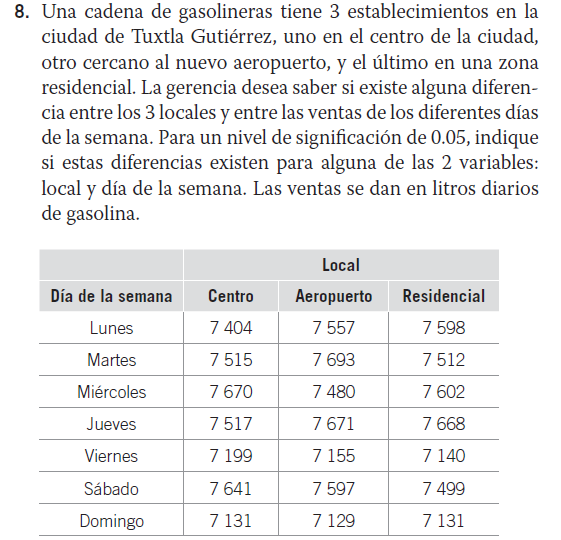 8. Una cadena de gasolineras tiene 3 establecimientos en la
ciudad de Tuxtla Gutiérrez, uno en el centro de la ciudad,
otro cercano al nuevo aeropuerto, y el último en una zona
residencial. La gerencia desea saber si existe alguna diferen-
cia entre los 3 locales y entre las ventas de los diferentes días
de la semana. Para un nivel de significación de 0.05, indique
si estas diferencias existen para alguna de las 2 variables:
local y día de la semana. Las ventas se dan en litros diarios
de gasolina.
Local
Día de la semana Centro Aeropuerto Residencial
Lunes 7 404 7 557 7 598
Martes 7 515 7 693 7 512
Miércoles 7 670 7 480 7 602
Jueves 7 517 7 671 7 668
Viernes 7 199 7 155 7 140
Sábado 7 641 7 597 7 499
Domingo 7 131 7 129 7 131